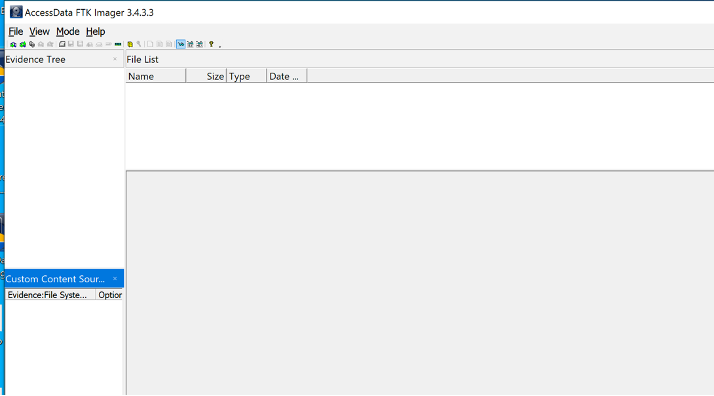 AccessData FTK Imager 3.4.3.3
File View Mode Help
Evidence Tree
File List
Name Size Type Date ...
Custom Content Sour...
Evidence:File Syste... Option